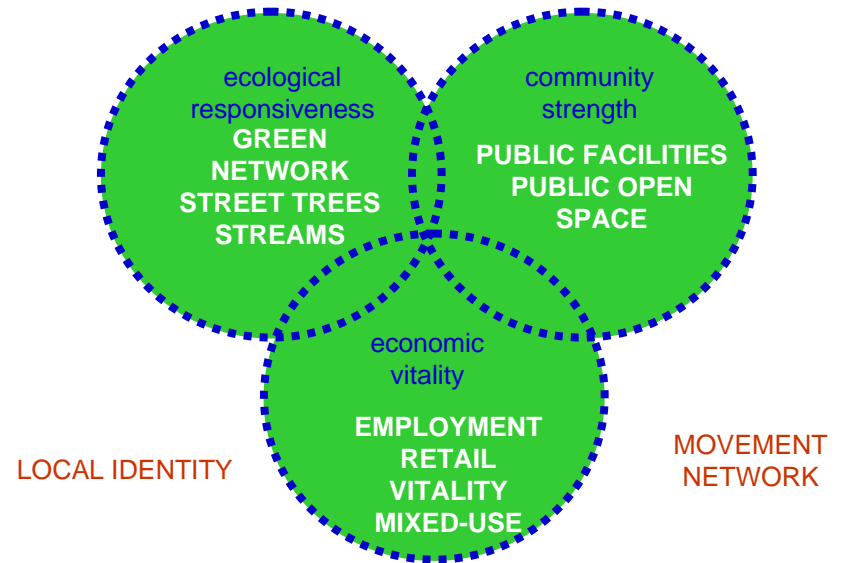 ecological
responsiveness
GREEN
NETWORK
STREET TREES
STREAMS
community
strength
PUBLIC FACILITIES
PUBLIC OPEN
SPACE
economic
vitality
EMPLOYMENT
RETAIL
VITALITY
MIXED-USE
LOCAL IDENTITY
MOVEMENT
NETWORK